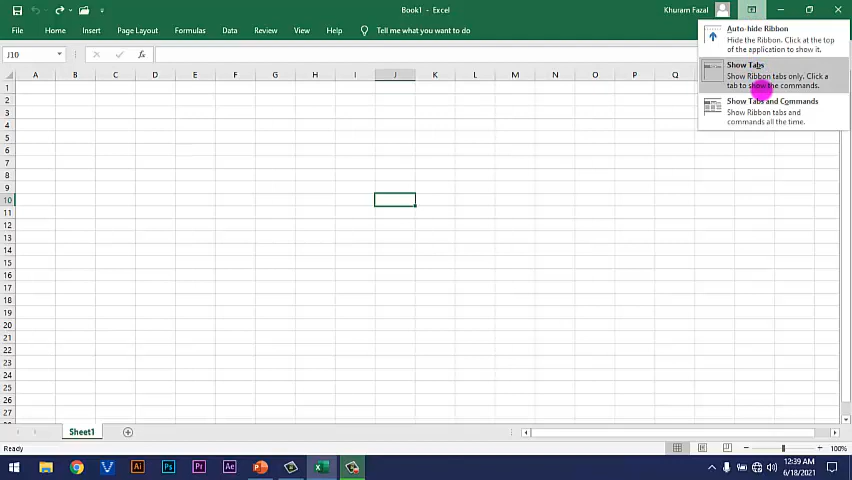 Book1 - Excel
Khuram Fazal
File Home Insert Page Layout Formulas Data Review View Help Tell me what you want to do
Auto-hide Ribbon
Hide the Ribbon. Click at the top
of the application to show it.
Show Tabs
Show Ribbon tabs only. Click a
tab to show the commands.
Show Tabs and Commands
Show Ribbon tabs and
commands all the time.
J10 fx
A B C D E F G H I J K L M N O P Q
1
2
3
4
5
6
7
8
9
10
11
12
13
14
15
16
17
18
19
20
21
22
23
24
25
26
27
Sheet1
Ready 100%
Ai Ps Pr Ae
12:39 AM
6/18/2021